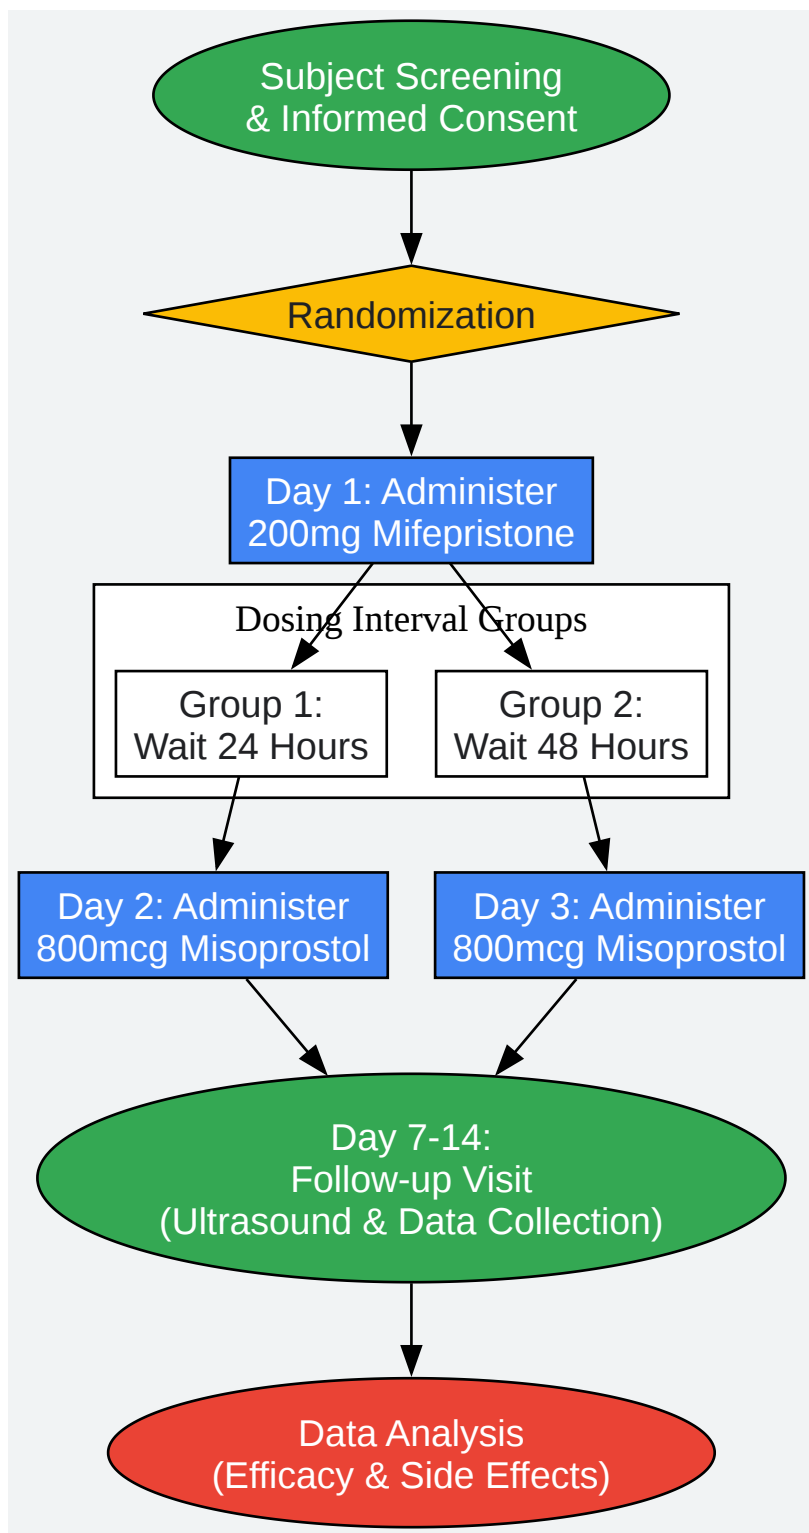 Subject Screening
& Informed Consent
Randomization
Day 1: Administer
200mg Mifepristone
Dosing Interval Groups
Group 1:
Wait 24 Hours
Group 2:
Wait 48 Hours
Day 2: Administer
800mcg Misoprostol
Day 3: Administer
800mcg Misoprostol
Day 7-14:
Follow-up Visit
(Ultrasound & Data Collection)
Data Analysis
(Efficacy & Side Effects)